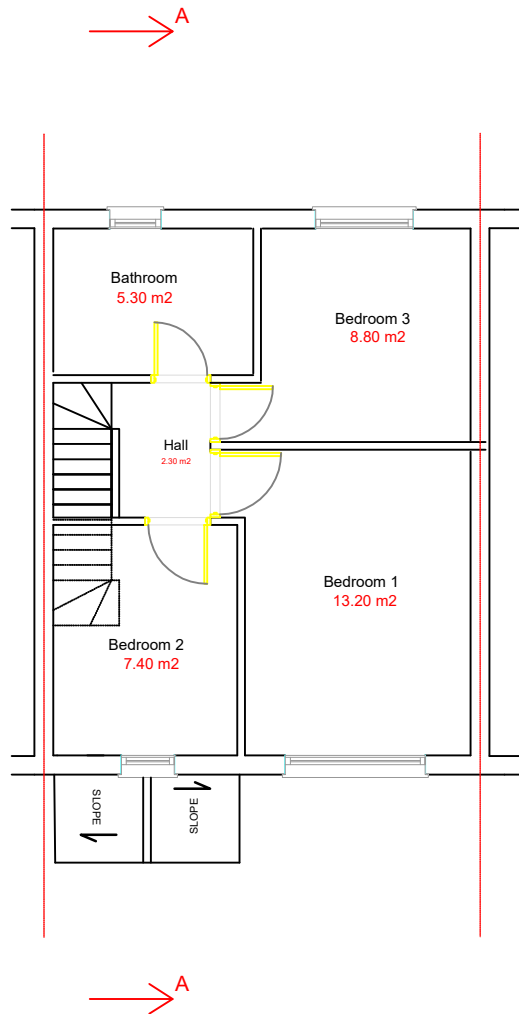 A
Bathroom
5.30 m2
Bedroom 3
8.80 m2
Hall
2.30 m2
Bedroom 1
13.20 m2
Bedroom 2
7.40 m2
SLOPE
SLOPE
A